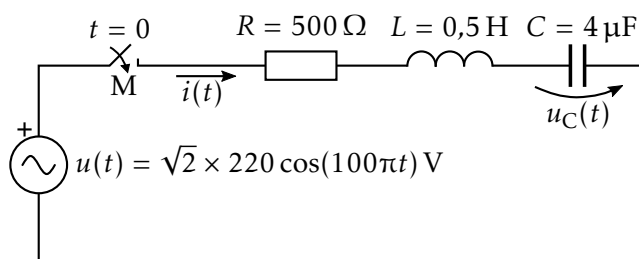 t = 0
R = 500 Ω
L = 0,5 H
C = 4 µF
M
i(t)
u_C(t)
+
u(t) = √2 × 220 cos(100πt) V